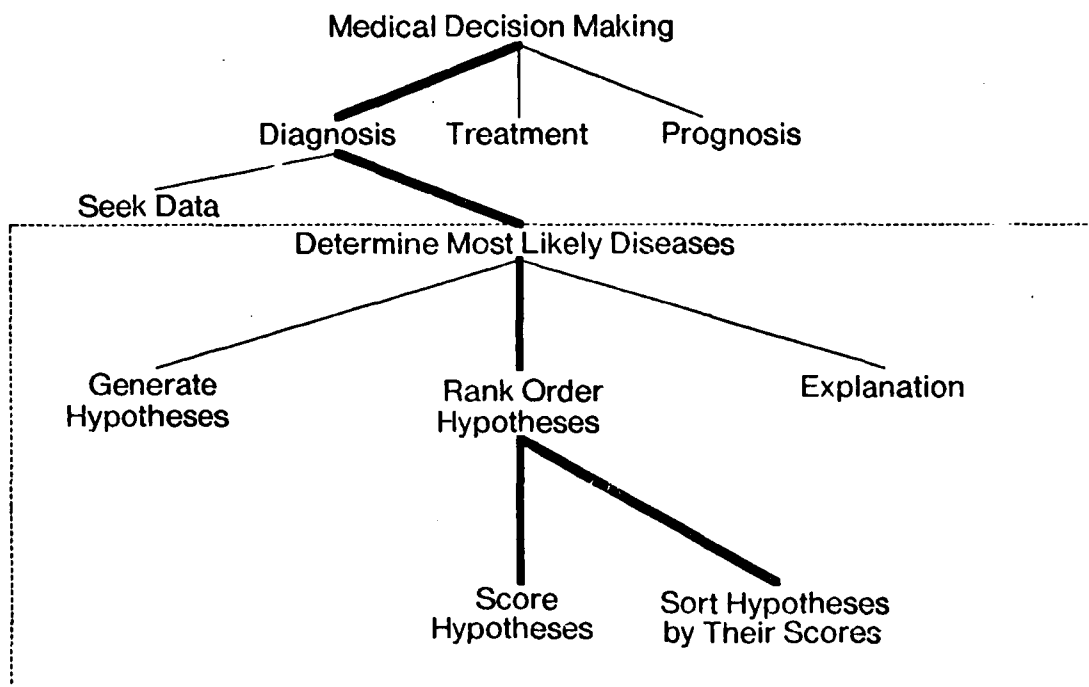 Medical Decision Making
Diagnosis
Treatment
Prognosis
Seek Data
Determine Most Likely Diseases
Generate
Hypotheses
Rank Order
Hypotheses
Explanation
Score
Hypotheses
Sort Hypotheses
by Their Scores